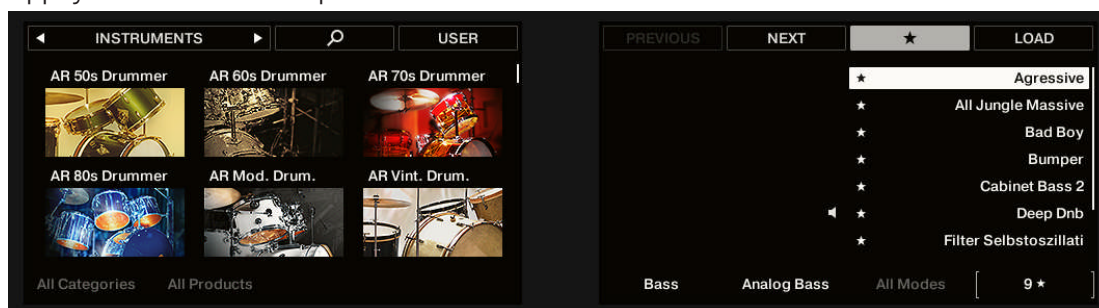 INSTRUMENTS USER
AR 50s Drummer AR 60s Drummer AR 70s Drummer
AR 80s Drummer AR Mod. Drum. AR Vint. Drum.
All Categories All Products
PREVIOUS NEXT ★ LOAD
★ Agressive
★ All Jungle Massive
★ Bad Boy
★ Bumper
★ Cabinet Bass 2
★ Deep Dnb
★ Filter Selbstoszillati
Bass Analog Bass All Modes [ 9 ★ ]